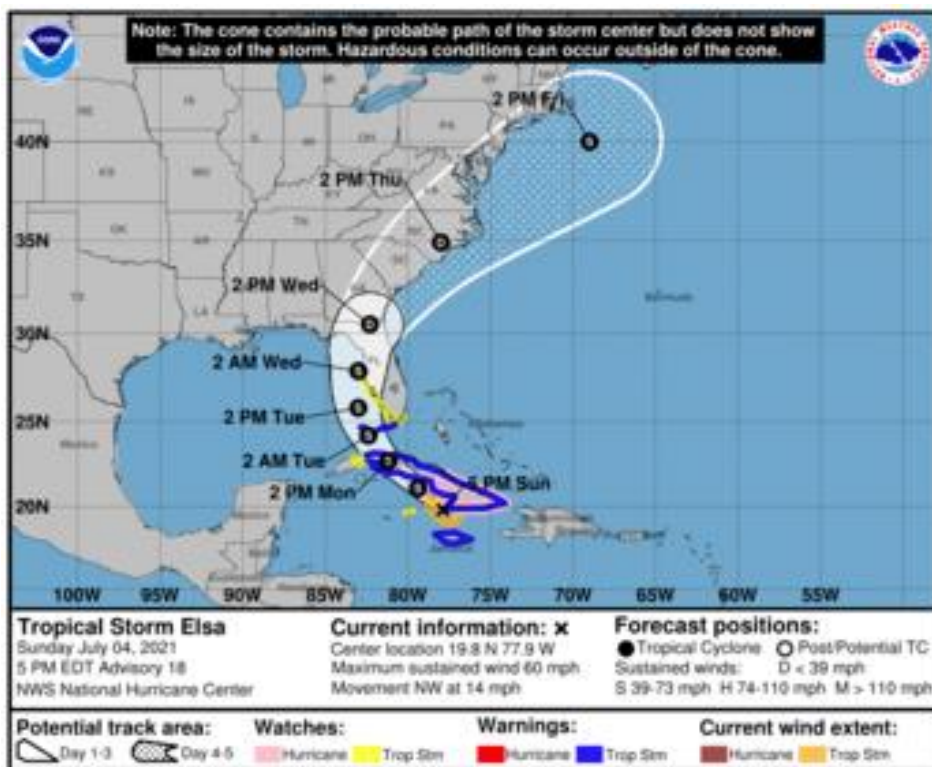 Note: The cone contains the probable path of the storm center but does not show
the size of the storm. Hazardous conditions can occur outside of the cone.
2 PM Fri
40N
2 PM Thu
35N
2 PM Wed
Bermuda
30N
2 AM Wed
2 PM Tue
25N
2 AM Tue
Mexico
2 PM Mon
5 PM Sun
20N
100W 95W 90W 85W 80W 75W 70W 65W 60W 55W
Tropical Storm Elsa
Sunday July 04, 2021
5 PM EDT Advisory 18
NWS National Hurricane Center
Current information: x
Center location 19.8 N 77.9 W
Maximum sustained wind 60 mph
Movement NW at 14 mph
Forecast positions:
Tropical Cyclone Post/Potential TC
Sustained winds: D < 39 mph
S 39-73 mph H 74-110 mph M > 110 mph
Potential track area:
Day 1-3 Day 4-5
Watches:
Hurricane Trop Stm
Warnings:
Hurricane Trop Stm
Current wind extent:
Hurricane Trop Stm